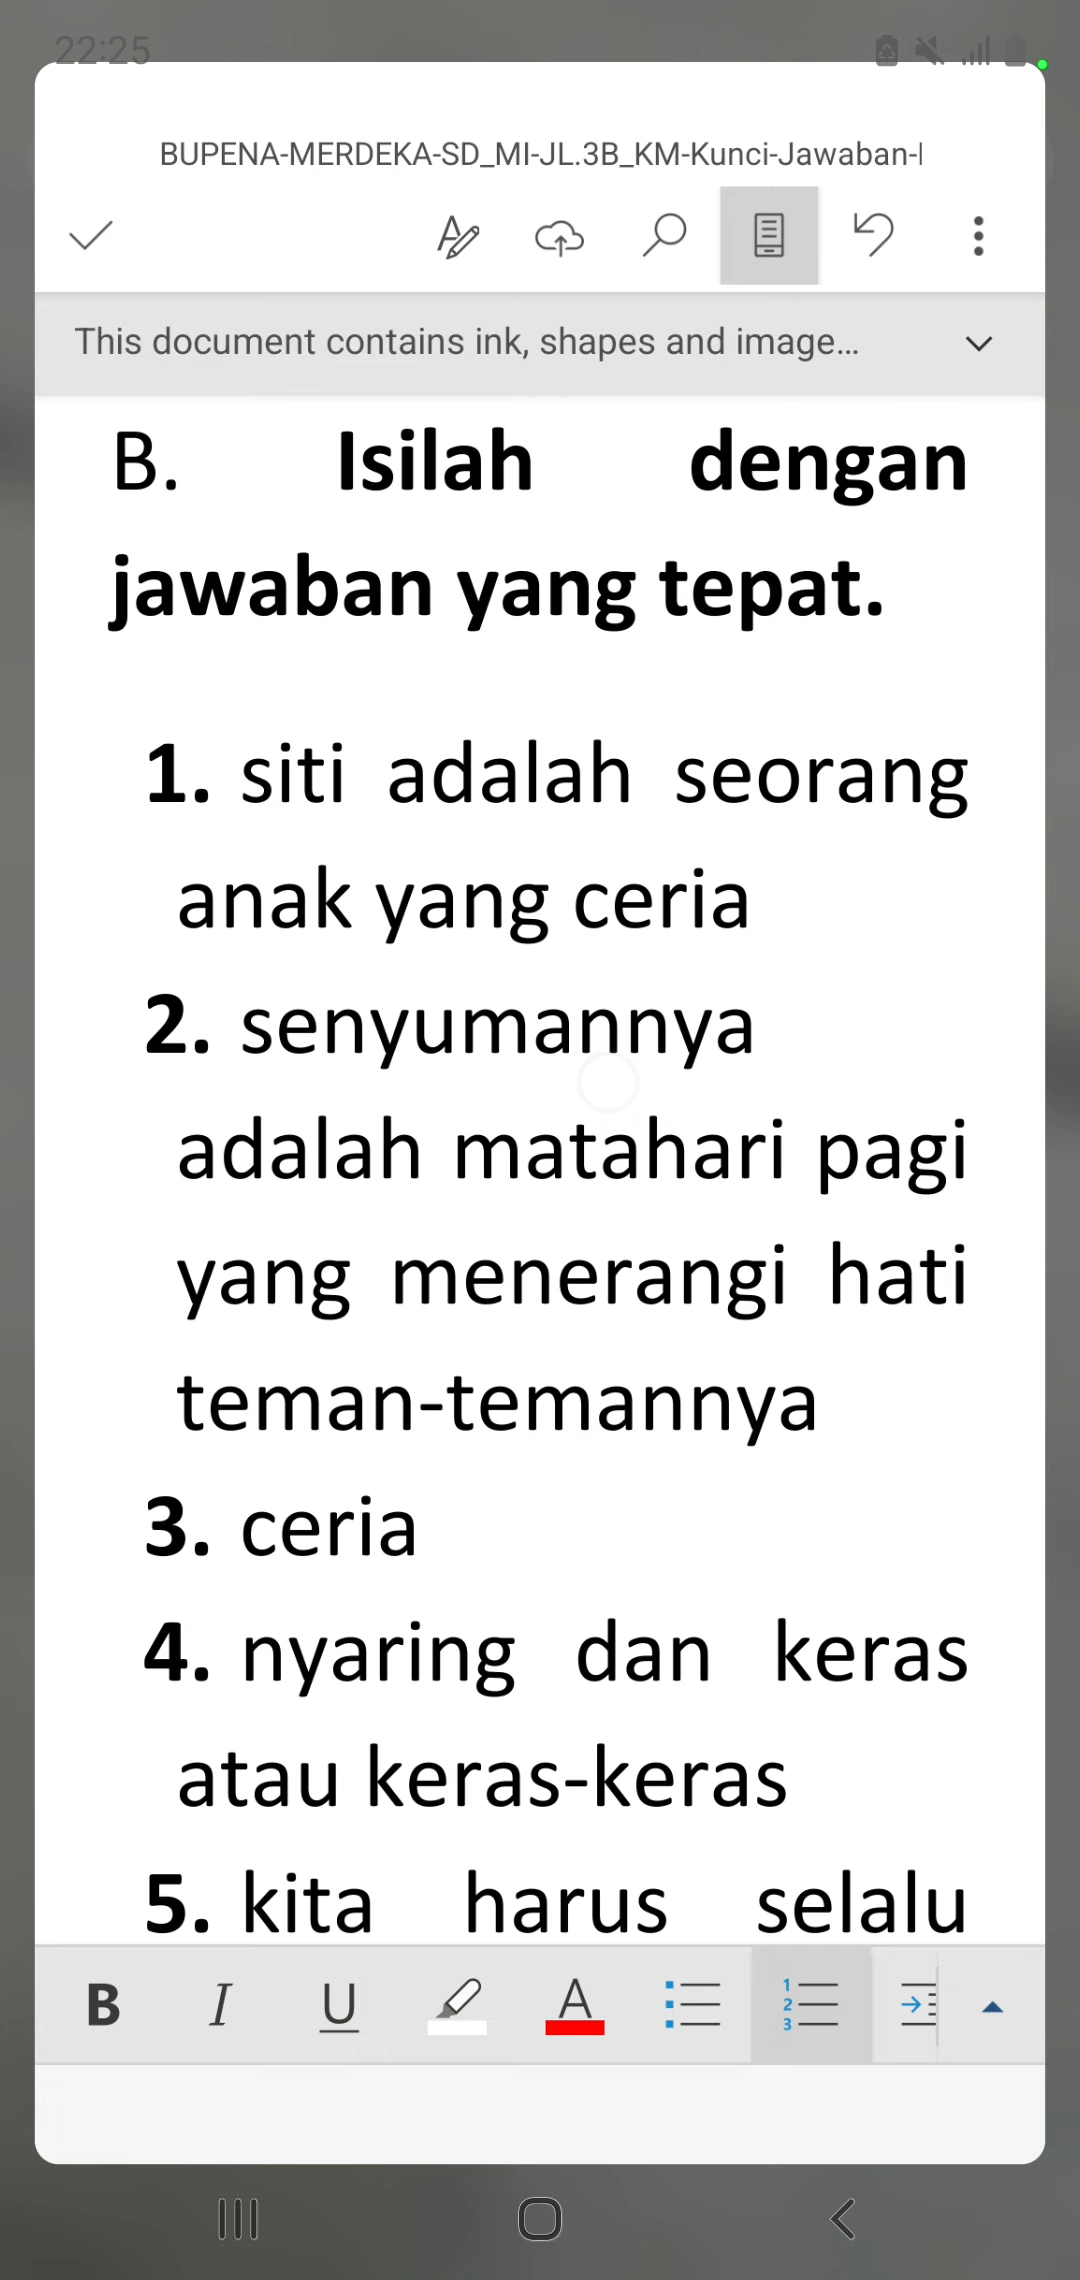 22:25
BUPENA-MERDEKA-SD_MI-JL.3B_KM-Kunci-Jawaban-
This document contains ink, shapes and image...
B. Isilah dengan
jawaban yang tepat.
1. siti adalah seorang
anak yang ceria
2. senyumannya
adalah matahari pagi
yang menerangi hati
teman-temannya
3. ceria
4. nyaring dan keras
atau keras-keras
5. kita harus selalu
B I U A